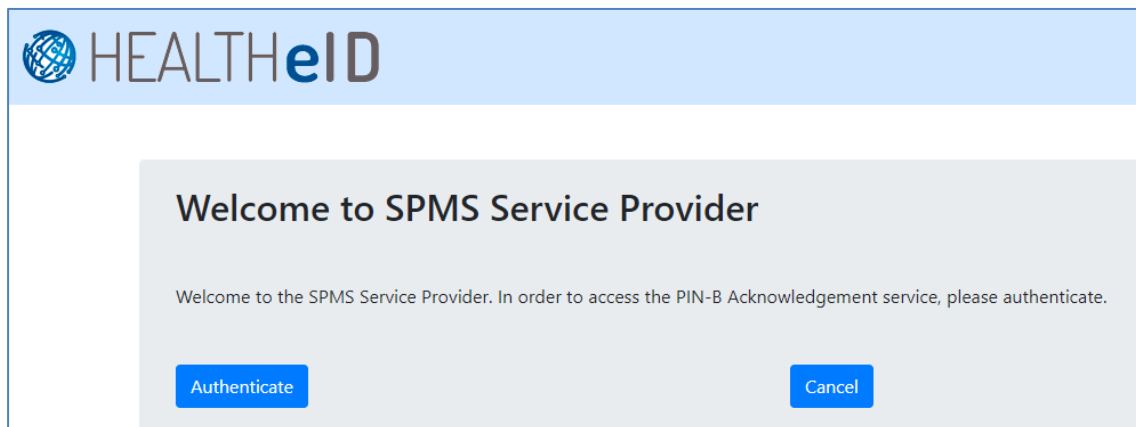 HEALTHeID
Welcome to SPMS Service Provider
Welcome to the SPMS Service Provider. In order to access the PIN-B Acknowledgement service, please authenticate.
Authenticate
Cancel